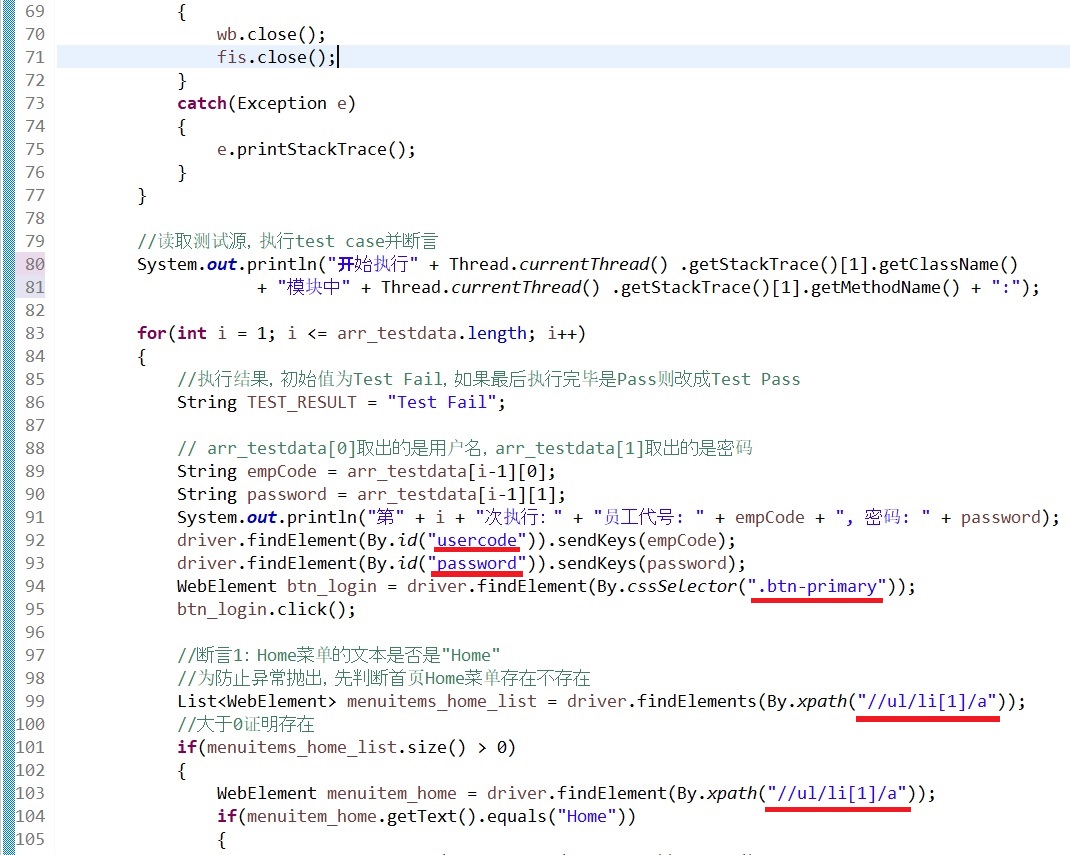 69 {
70 wb.close();
71 fis.close();
72 }
73 catch(Exception e)
74 {
75 e.printStackTrace();
76 }
77 }
78
79 //读取测试源, 执行test case并断言
80 System.out.println("开始执行" + Thread.currentThread() .getStackTrace()[1].getClassName()
81 + "模块中" + Thread.currentThread() .getStackTrace()[1].getMethodName() + ":");
82
83 for(int i = 1; i <= arr_testdata.length; i++)
84 {
85 //执行结果, 初始值为Test Fail, 如果最后执行完毕是Pass则改成Test Pass
86 String TEST_RESULT = "Test Fail";
87
88 // arr_testdata[0]取出的是用户名, arr_testdata[1]取出的是密码
89 String empCode = arr_testdata[i-1][0];
90 String password = arr_testdata[i-1][1];
91 System.out.println("第" + i + "次执行: " + "员工代号: " + empCode + ", 密码: " + password);
92 driver.findElement(By.id("usercode")).sendKeys(empCode);
93 driver.findElement(By.id("password")).sendKeys(password);
94 WebElement btn_login = driver.findElement(By.cssSelector(".btn-primary"));
95 btn_login.click();
96
97 //断言1: Home菜单的文本是否是"Home"
98 //为防止异常抛出, 先判断首页Home菜单存在不存在
99 List<WebElement> menuitems_home_list = driver.findElements(By.xpath("//ul/li[1]/a"));
100 //大于0证明存在
101 if(menuitems_home_list.size() > 0)
102 {
103 WebElement menuitem_home = driver.findElement(By.xpath("//ul/li[1]/a"));
104 if(menuitem_home.getText().equals("Home"))
105 {